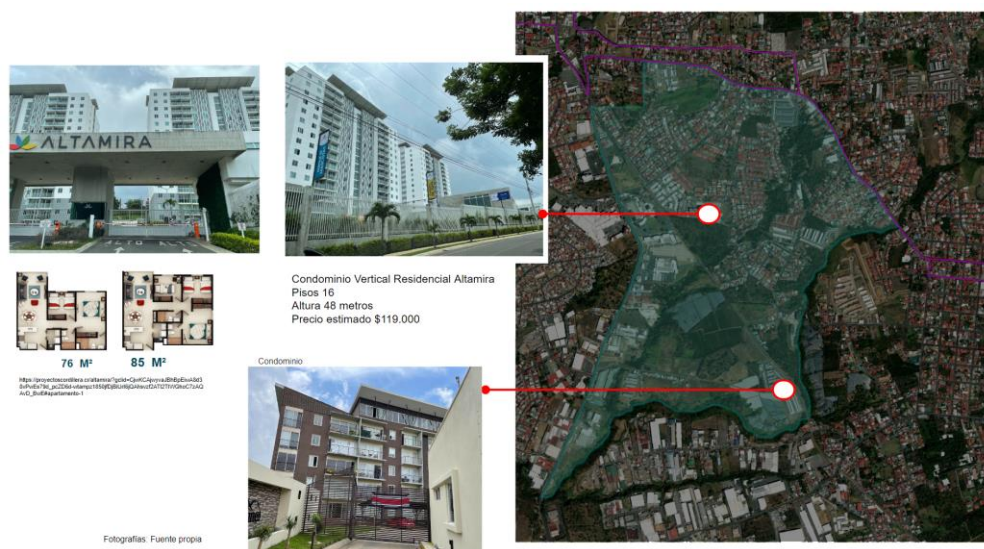 ALTAMIRA
ALTO
Condominio Vertical Residencial Altamira
Pisos 16
Altura 48 metros
Precio estimado $119.000
76 M²
85 M²
Condominio
Fotografías: Fuente propia